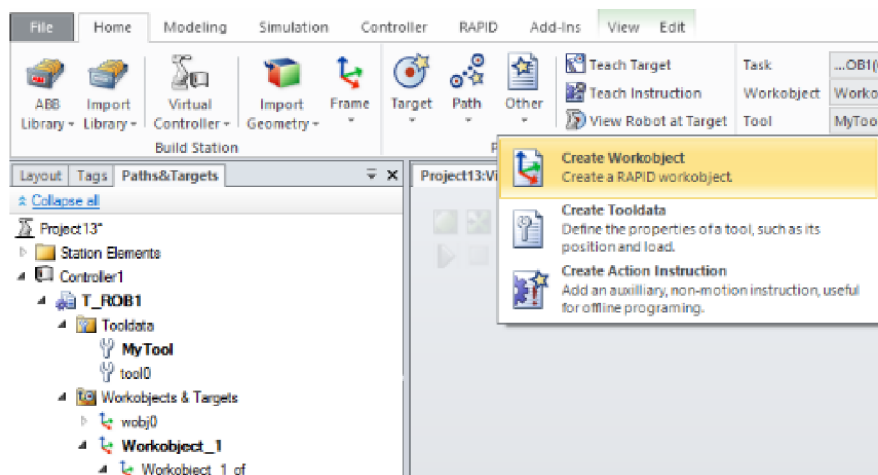 File Home Modeling Simulation Controller RAPID Add-Ins View Edit
ABB Library
Import Library
Virtual Controller
Import Geometry
Frame
Target
Path
Other
Teach Target
Teach Instruction
View Robot at Target
Task ...OB1(
Workobject Worko
Tool MyToo
Build Station
P
Layout Tags Paths&Targets
Collapse all
Project13*
Station Elements
Controller1
T_ROB1
Tooldata
MyTool
tool0
Workobjects & Targets
wobj0
Workobject_1
Workobject_1_of
Project13:Vi
Create Workobject
Create a RAPID workobject.
Create Tooldata
Define the properties of a tool, such as its
position and load.
Create Action Instruction
Add an auxilliary, non-motion instruction, useful
for offline programing.